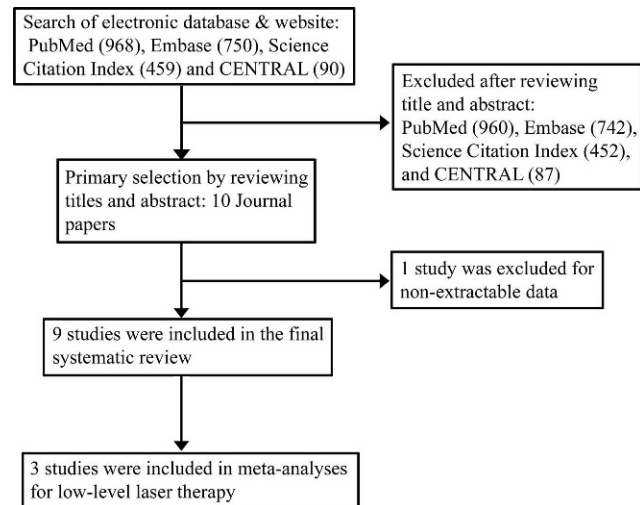 Search of electronic database & website:
PubMed (968), Embase (750), Science
Citation Index (459) and CENTRAL (90)
Excluded after reviewing
title and abstract:
PubMed (960), Embase (742),
Science Citation Index (452),
and CENTRAL (87)
Primary selection by reviewing
titles and abstract: 10 Journal
papers
1 study was excluded for
non-extractable data
9 studies were included in the final
systematic review
3 studies were included in meta-analyses
for low-level laser therapy